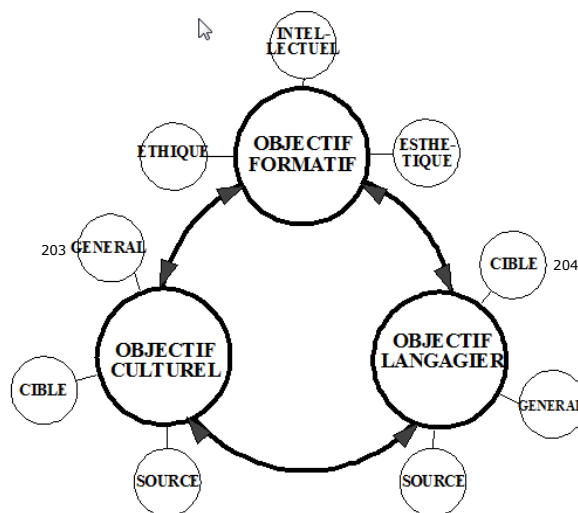 INTEL-
LECTUEL
OBJECTIF
FORMATIF
ETHIQUE
ESTHE-
TIQUE
203 GENERAL
CIBLE 204
OBJECTIF
CULTUREL
OBJECTIF
LANGAGIER
CIBLE
GENERAL
SOURCE
SOURCE